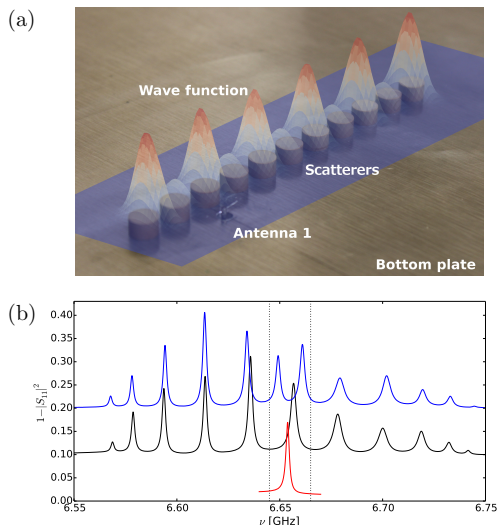 (a)
Wave function
Scatterers
Antenna 1
Bottom plate
(b)
0.40
0.35
0.30
0.25
0.20
0.15
0.10
0.05
0.00
1−|S₁₁|²
6.55 6.60 6.65 6.70 6.75
ν [GHz]